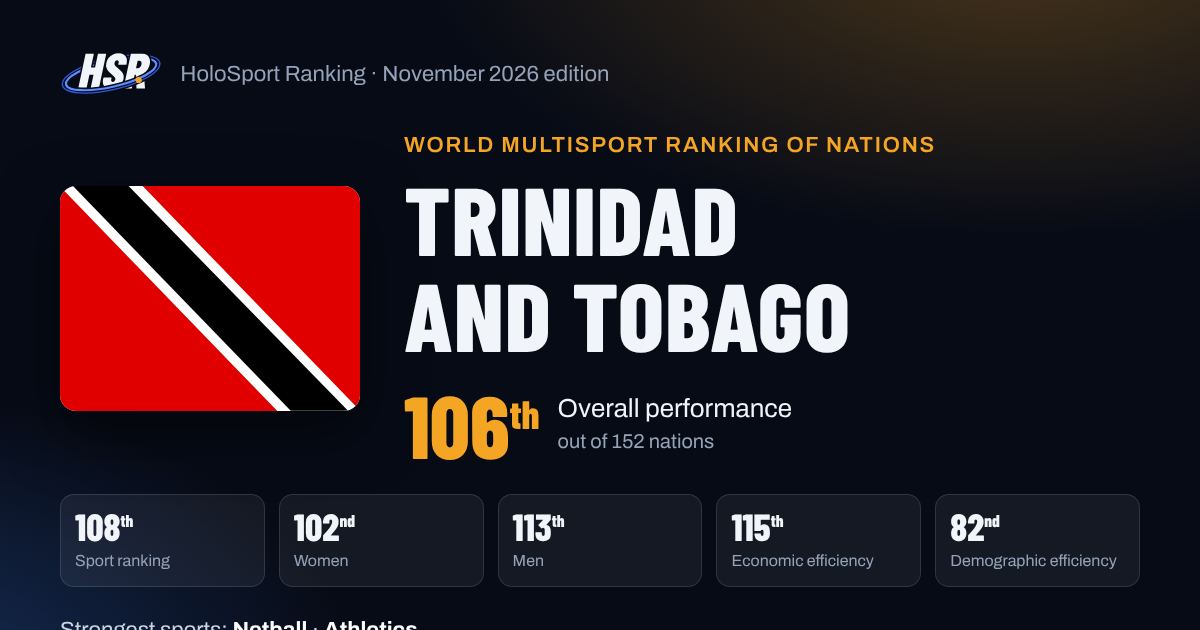 HSR
HoloSport Ranking · November 2026 edition
WORLD MULTISPORT RANKING OF NATIONS
TRINIDAD
AND TOBAGO
106th
Overall performance
out of 152 nations
108th
Sport ranking
102nd
Women
113th
Men
115th
Economic efficiency
82nd
Demographic efficiency
Strongest sports: Netball · Athletics